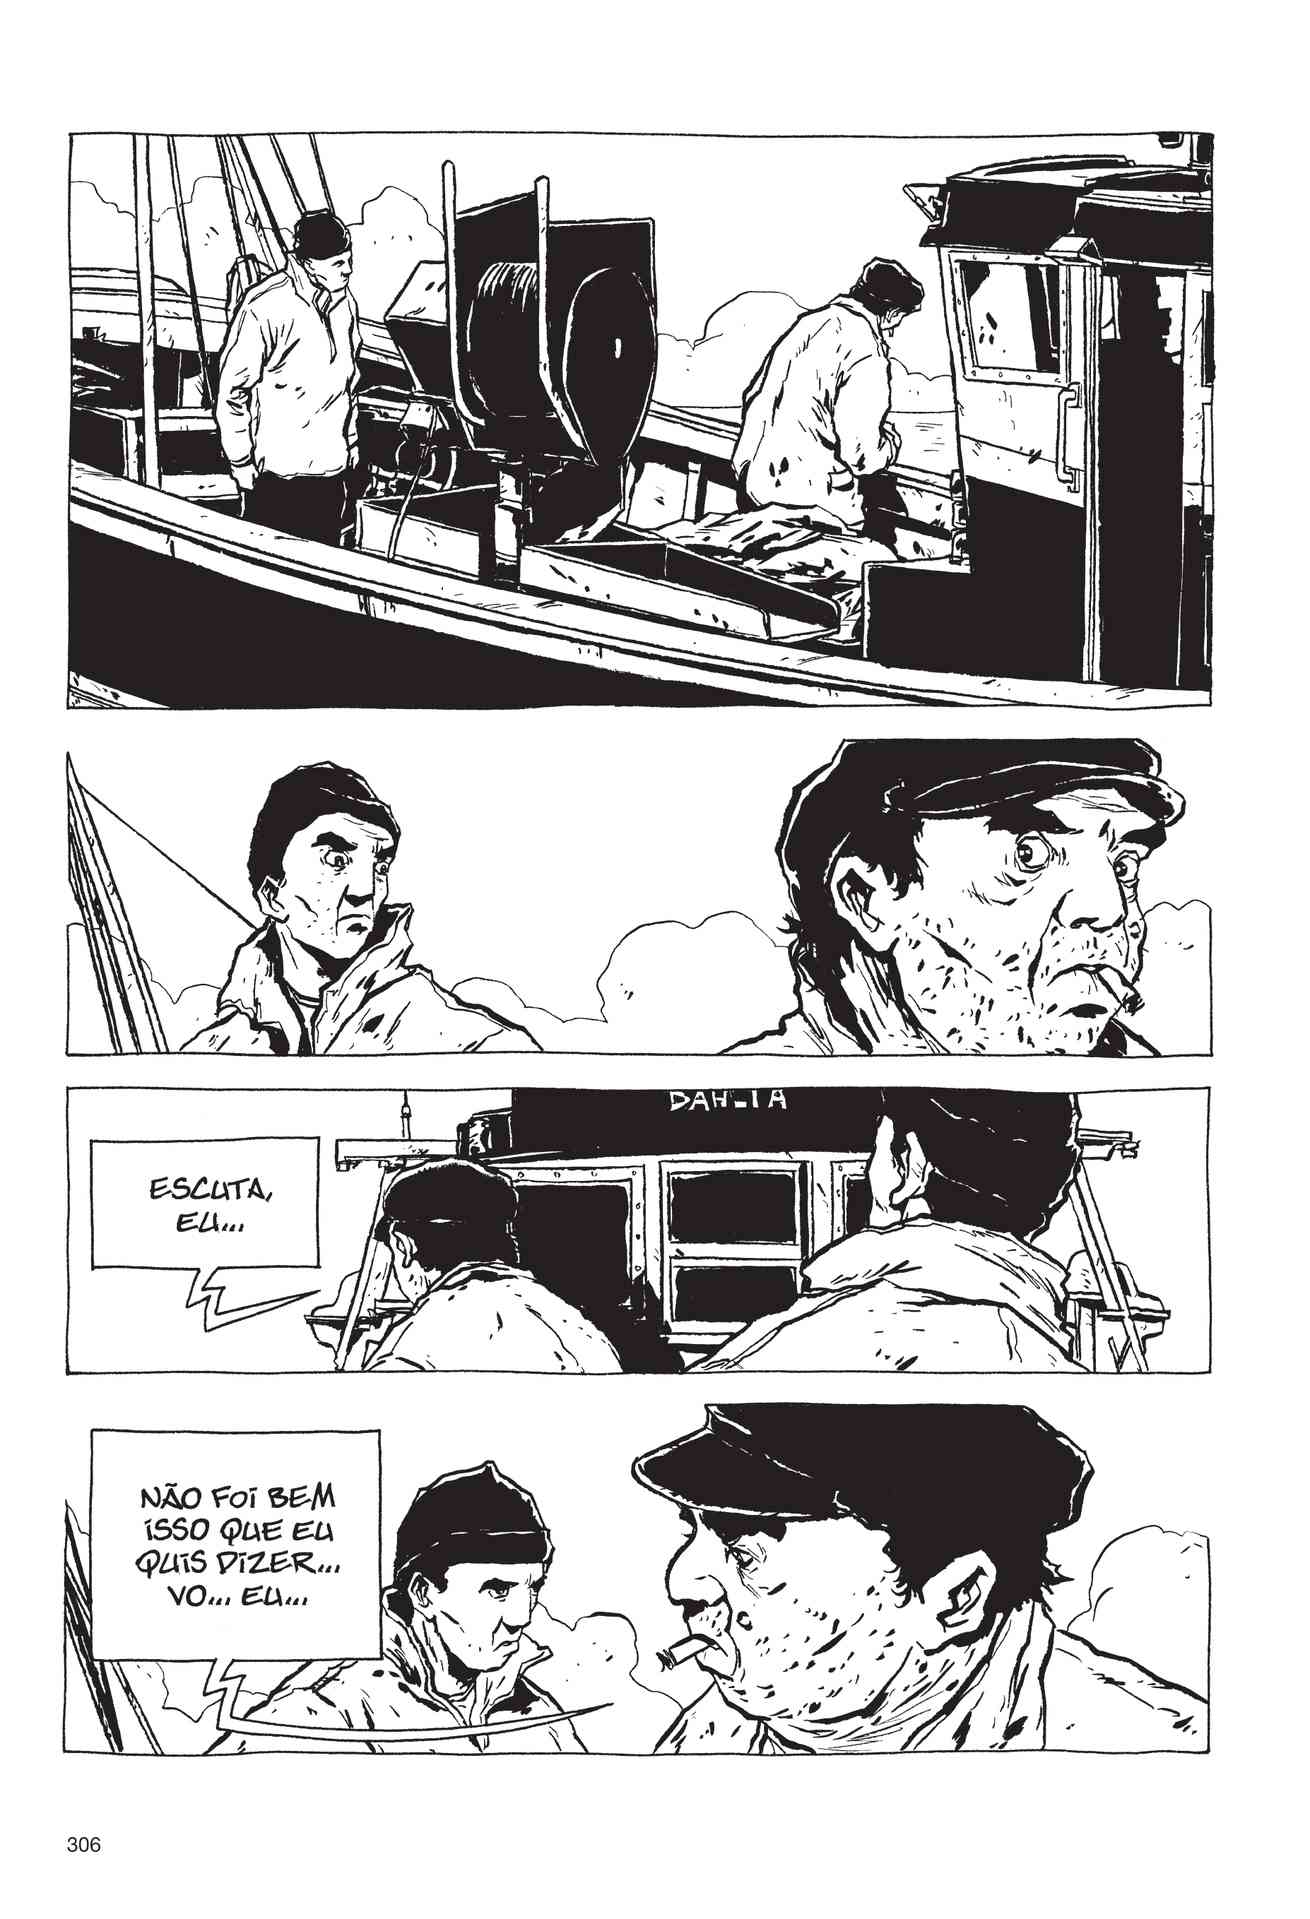 DAHLIA
ESCUTA,
EU...
NÃO FOI BEM
ISSO QUE EU
QUIS DIZER...
VO... EU...
306